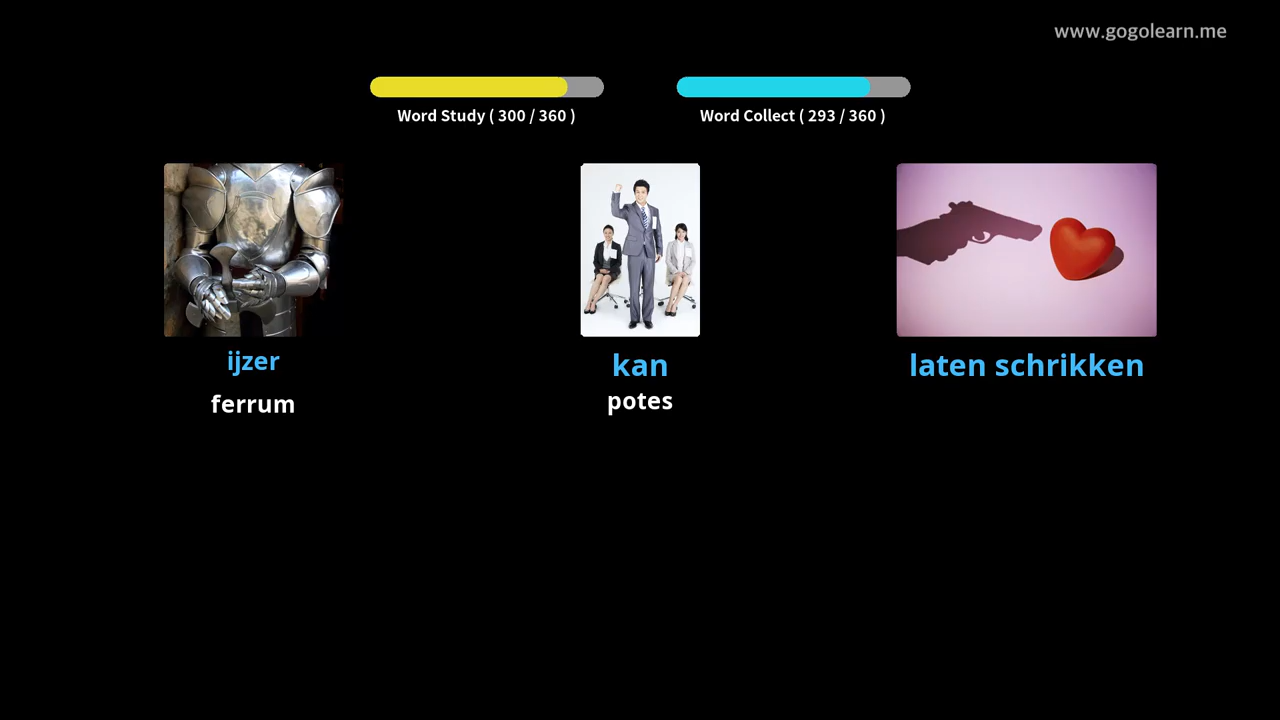 www.gogolearn.me
Word Study ( 300 / 360 )
Word Collect ( 293 / 360 )
ijzer
ferrum
kan
potes
laten schrikken